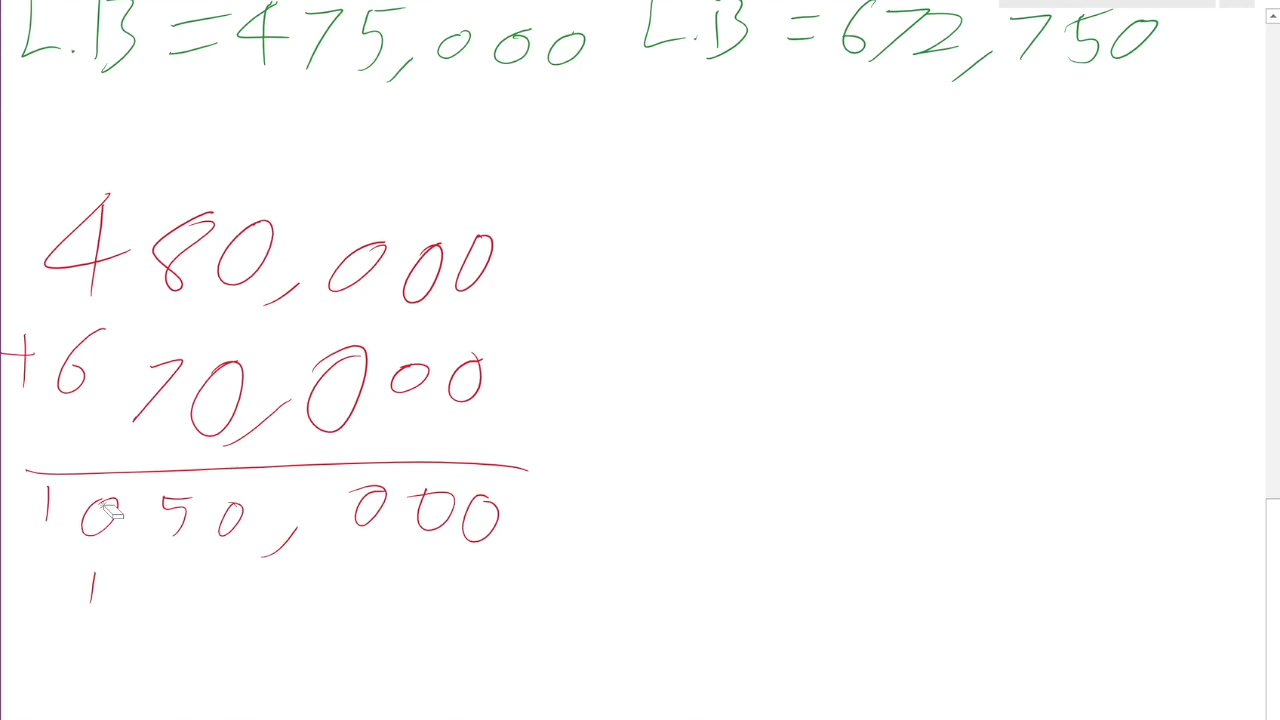 L.B = 475,000 L.B = 672,750
480,000
+670,000
1050,000
1